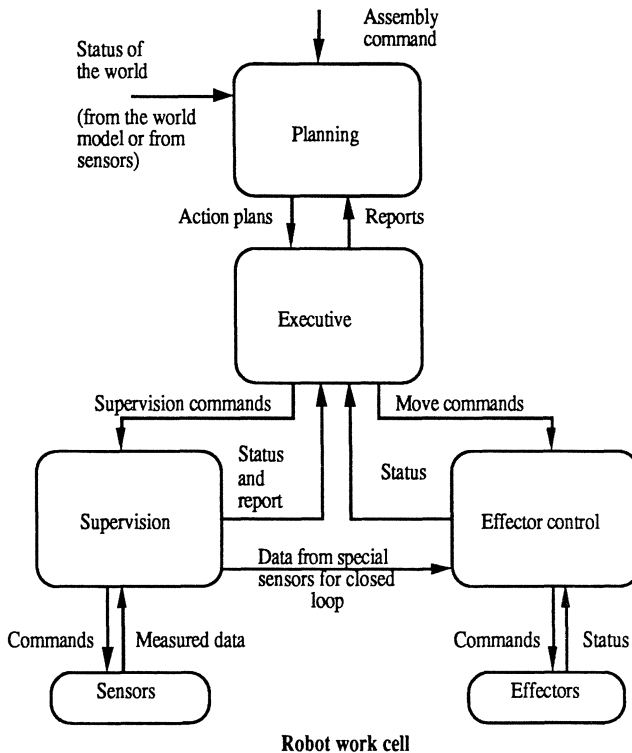 Assembly
command
Status of
the world
(from the world
model or from
sensors)
Planning
Action plans
Reports
Executive
Supervision commands
Move commands
Status
and
report
Status
Supervision
Effector control
Data from special
sensors for closed
loop
Commands
Measured data
Commands
Status
Sensors
Effectors
Robot work cell